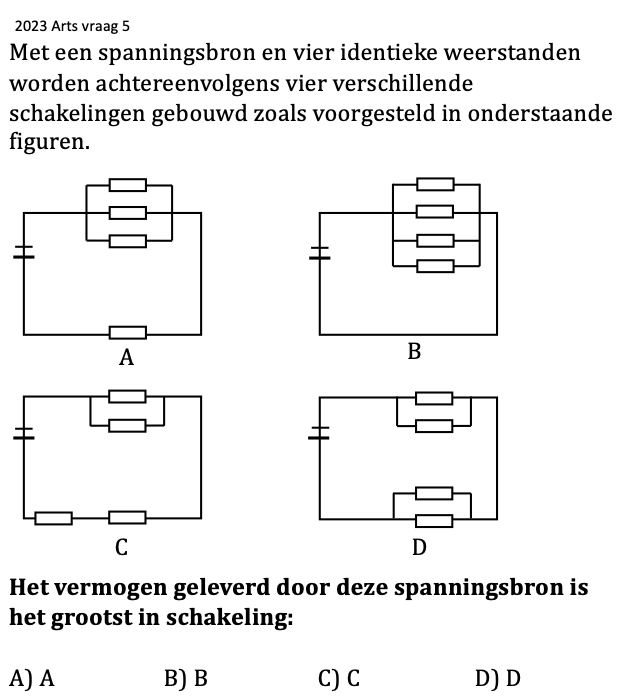 2023 Arts vraag 5
Met een spanningsbron en vier identieke weerstanden
worden achtereenvolgens vier verschillende
schakelingen gebouwd zoals voorgesteld in onderstaande
figuren.
A
B
C
D
Het vermogen geleverd door deze spanningsbron is
het grootst in schakeling:
A) A B) B C) C D) D